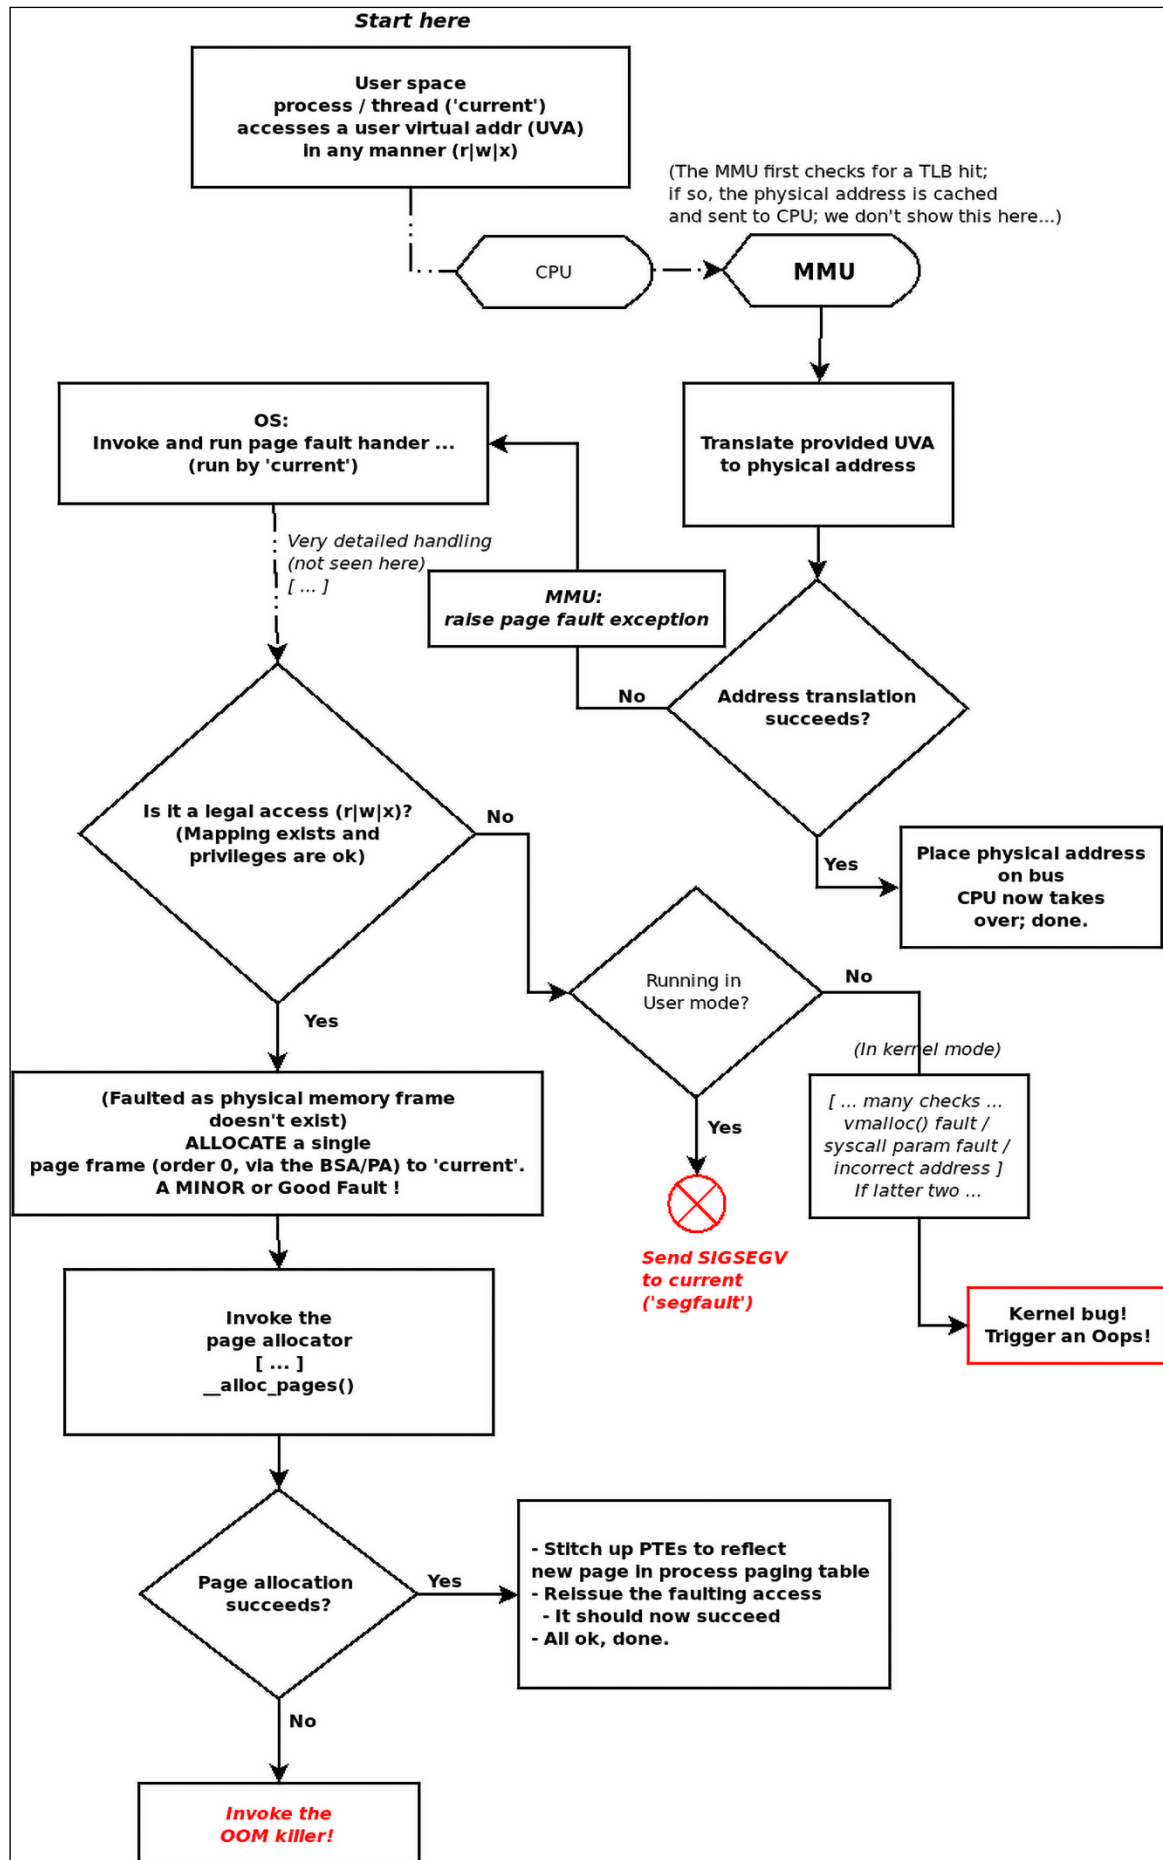 Start here
User space
process / thread ('current')
accesses a user virtual addr (UVA)
in any manner (r|w|x)
(The MMU first checks for a TLB hit;
if so, the physical address is cached
and sent to CPU; we don't show this here...)
CPU
MMU
OS:
Invoke and run page fault hander ...
(run by 'current')
Translate provided UVA
to physical address
Very detailed handling
(not seen here)
[ ... ]
MMU:
raise page fault exception
No
Address translation
succeeds?
Is it a legal access (r|w|x)?
(Mapping exists and
privileges are ok)
No
Yes
Place physical address
on bus
CPU now takes
over; done.
Running in
User mode?
No
Yes
(In kernel mode)
(Faulted as physical memory frame
doesn't exist)
ALLOCATE a single
page frame (order 0, via the BSA/PA) to 'current'.
A MINOR or Good Fault !
[ ... many checks ...
vmalloc() fault /
syscall param fault /
incorrect address ]
If latter two ...
Yes
Send SIGSEGV
to current
('segfault')
Kernel bug!
Trigger an Oops!
Invoke the
page allocator
[ ... ]
__alloc_pages()
Page allocation
succeeds?
Yes
- Stitch up PTEs to reflect
new page in process paging table
- Reissue the faulting access
- It should now succeed
- All ok, done.
No
Invoke the
OOM killer!